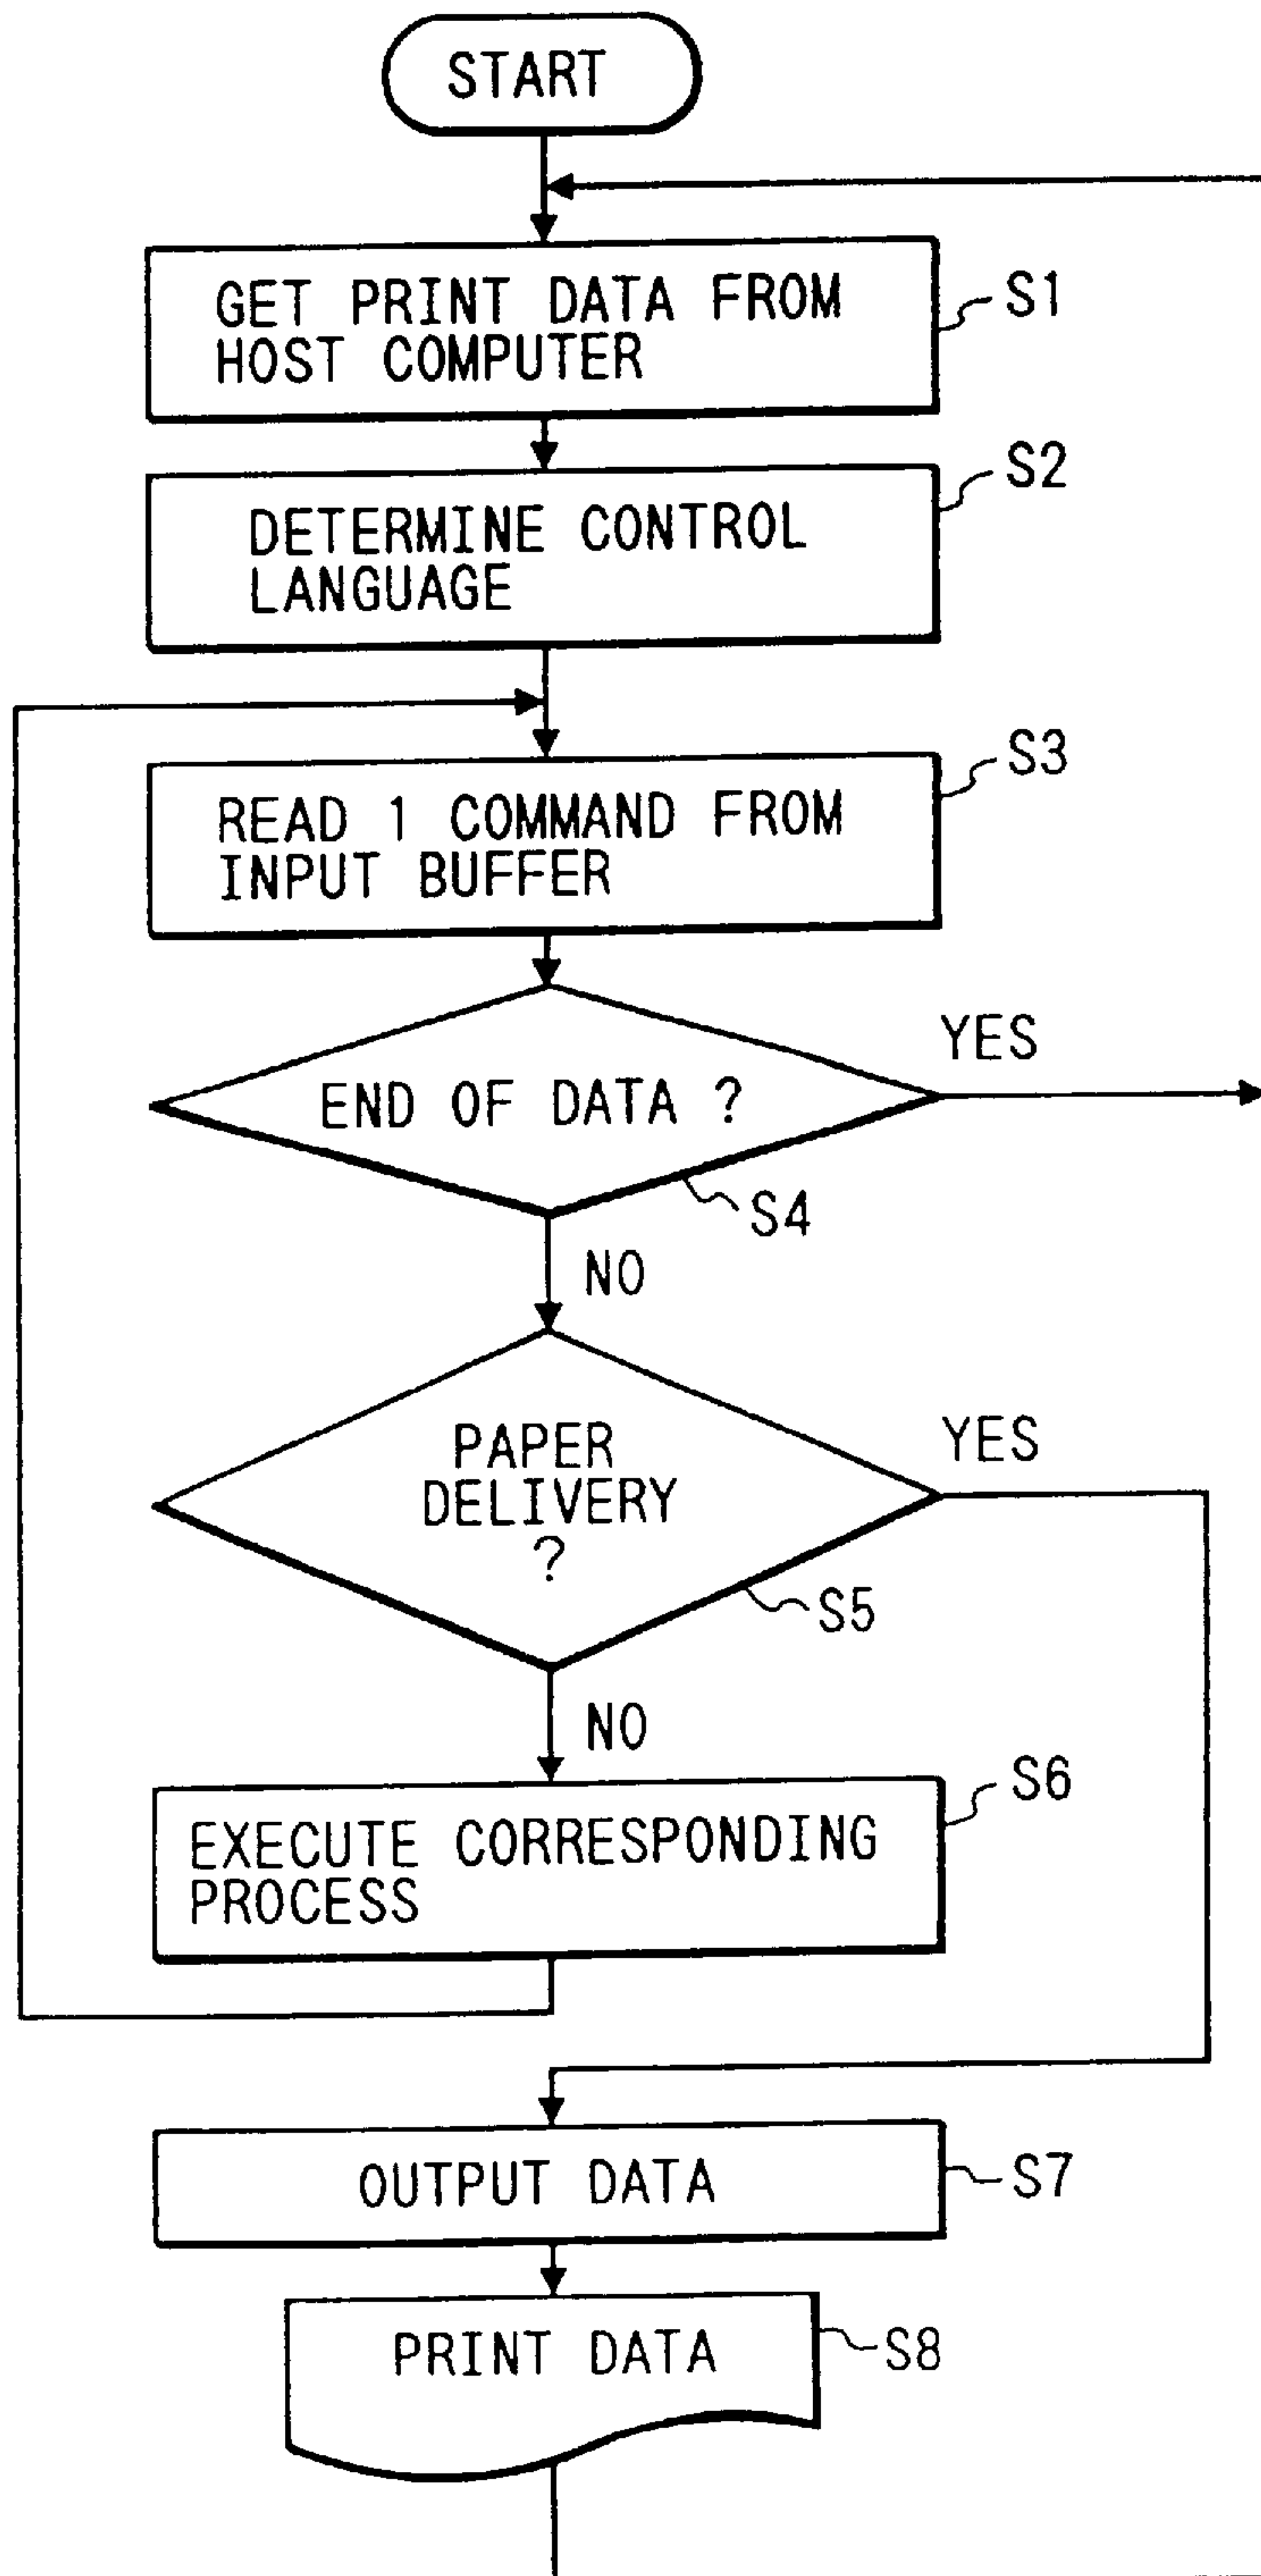 START
GET PRINT DATA FROM
HOST COMPUTER
S1
DETERMINE CONTROL
LANGUAGE
S2
READ 1 COMMAND FROM
INPUT BUFFER
S3
END OF DATA ?
YES
S4
NO
PAPER
DELIVERY
?
YES
S5
NO
EXECUTE CORRESPONDING
PROCESS
S6
OUTPUT DATA
S7
PRINT DATA
S8